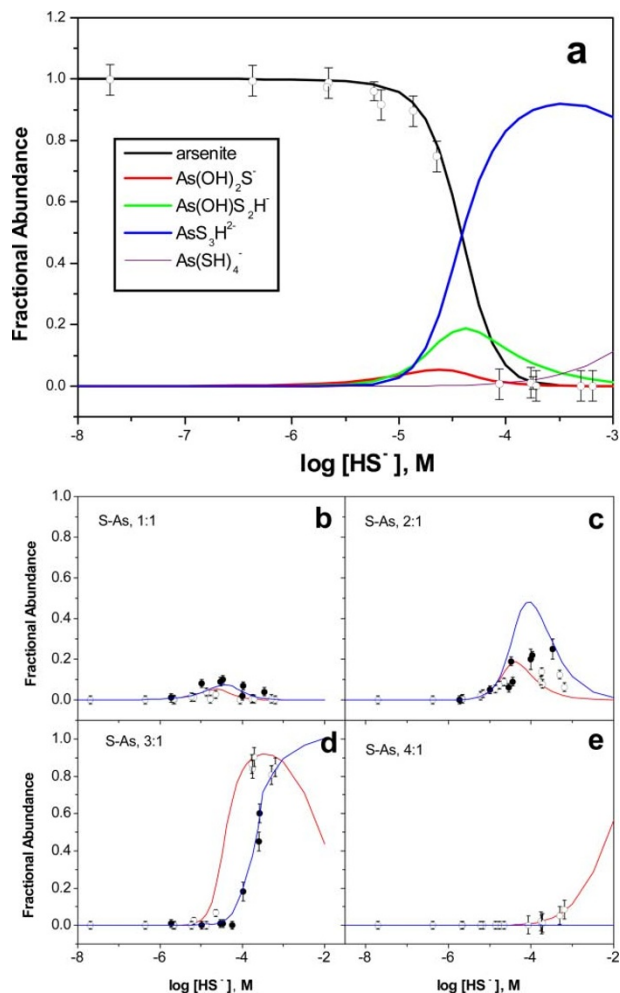 1.2
a
1.0
0.8
0.6
0.4
0.2
0.0
Fractional Abundance
arsenite
As(OH)₂S⁻
As(OH)S₂H⁻
AsS₃H²⁻
As(SH)₄⁻
-8 -7 -6 -5 -4 -3
log [HS⁻], M
1.0
0.8
0.6
0.4
0.2
0.0
Fractional Abundance
S-As, 1:1
b
S-As, 2:1
c
1.0
0.8
0.6
0.4
0.2
0.0
Fractional Abundance
S-As, 3:1
d
S-As, 4:1
e
-8 -6 -4 -2 -8 -6 -4 -2
log [HS⁻], M log [HS⁻], M